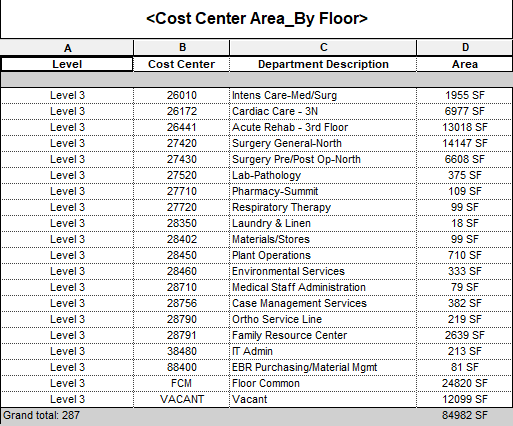 <Cost Center Area_By Floor>
A B C D
Level Cost Center Department Description Area
Level 3 26010 Intens Care-Med/Surg 1955 SF
Level 3 26172 Cardiac Care - 3N 6977 SF
Level 3 26441 Acute Rehab - 3rd Floor 13018 SF
Level 3 27420 Surgery General-North 14147 SF
Level 3 27430 Surgery Pre/Post Op-North 6608 SF
Level 3 27520 Lab-Pathology 375 SF
Level 3 27710 Pharmacy-Summit 109 SF
Level 3 27720 Respiratory Therapy 99 SF
Level 3 28350 Laundry & Linen 18 SF
Level 3 28402 Materials/Stores 99 SF
Level 3 28450 Plant Operations 710 SF
Level 3 28460 Environmental Services 333 SF
Level 3 28710 Medical Staff Administration 79 SF
Level 3 28756 Case Management Services 382 SF
Level 3 28790 Ortho Service Line 219 SF
Level 3 28791 Family Resource Center 2639 SF
Level 3 38480 IT Admin 213 SF
Level 3 88400 EBR Purchasing/Material Mgmt 81 SF
Level 3 FCM Floor Common 24820 SF
Level 3 VACANT Vacant 12099 SF
Grand total: 287 84982 SF